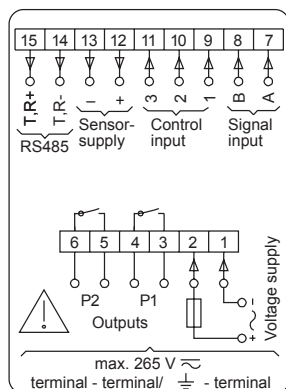 15 14 13 12 11 10 9 8 7
T,R+ T,R- – + 3 2 1 B A
RS485 Sensor-supply Control input Signal input
6 5 4 3 2 1
P2 P1
Outputs
- +
Voltage supply
max. 265 V
terminal - terminal/ - terminal